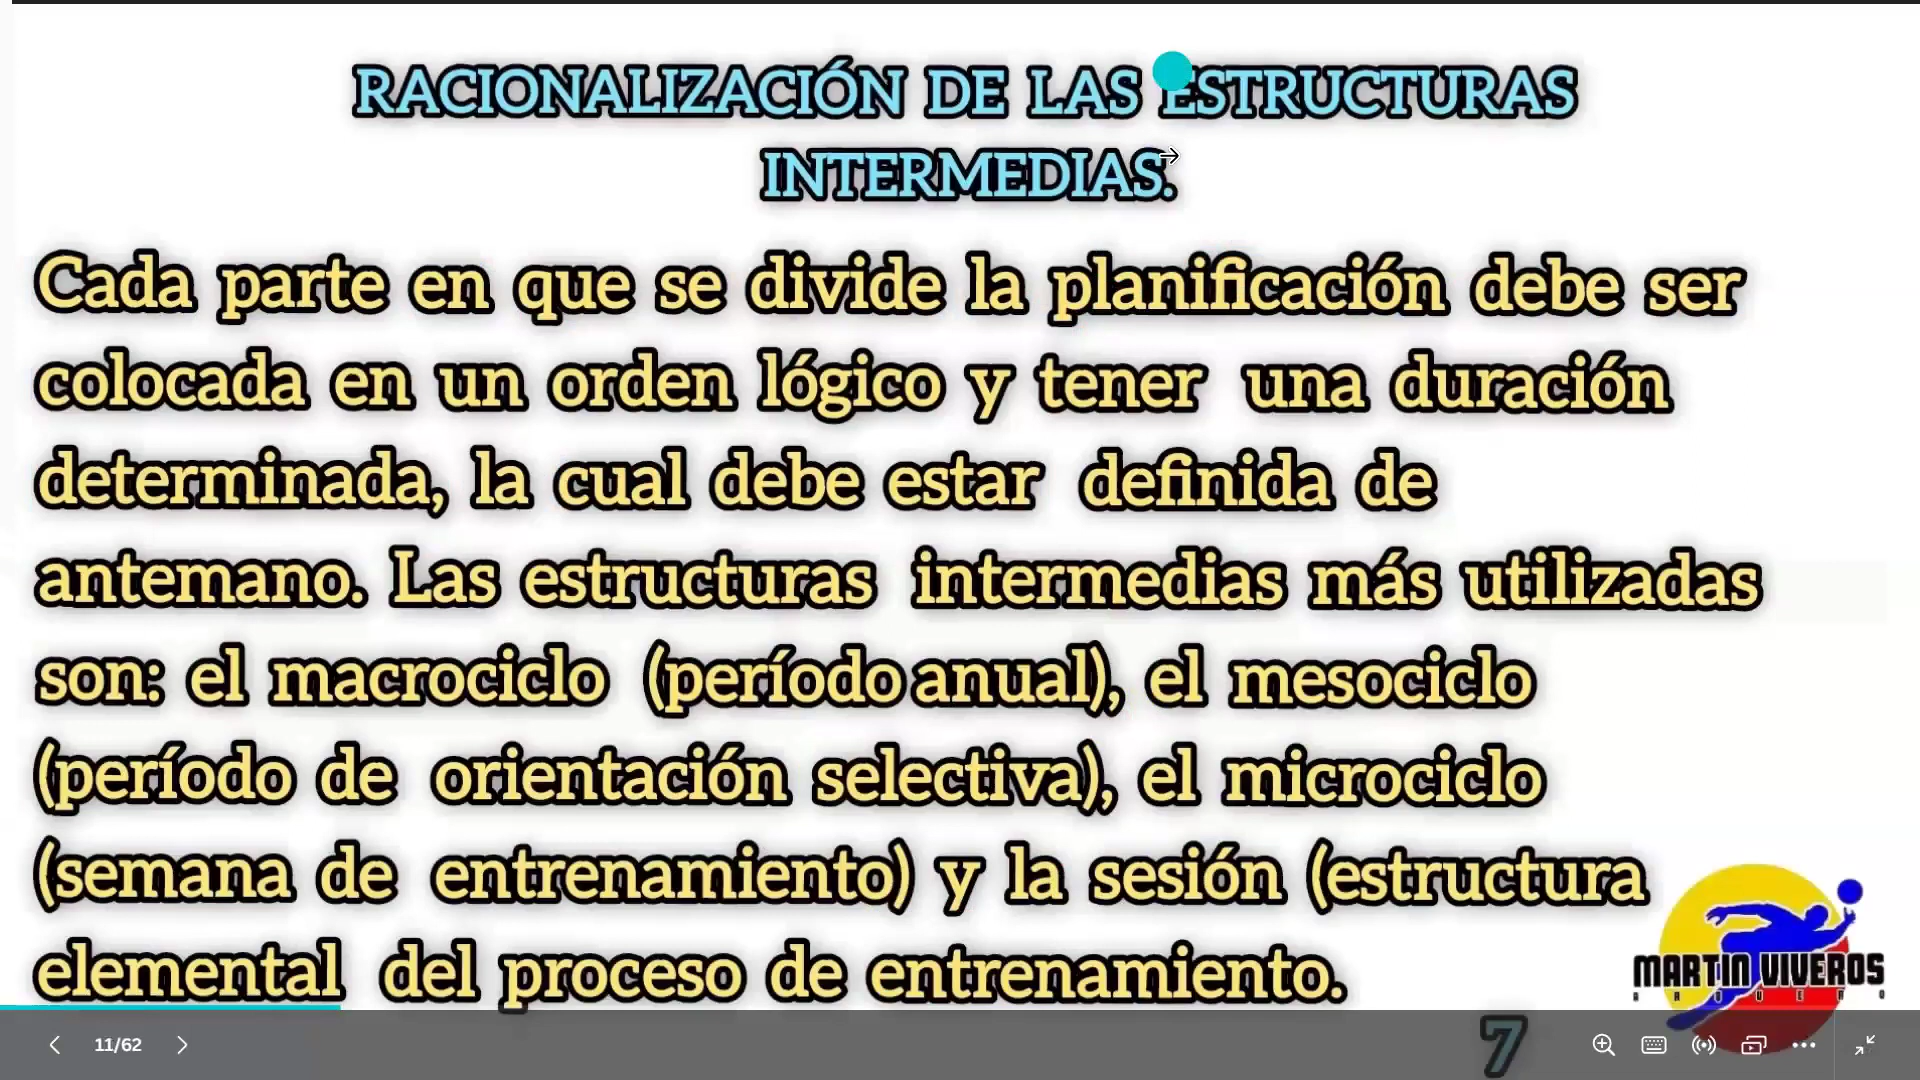 RACIONALIZACIÓN DE LAS ESTRUCTURAS
INTERMEDIAS.
Cada parte en que se divide la planificación debe ser
colocada en un orden lógico y tener una duración
determinada, la cual debe estar definida de
antemano. Las estructuras intermedias más utilizadas
son: el macrociclo (período anual), el mesociclo
(período de orientación selectiva), el microciclo
(semana de entrenamiento) y la sesión (estructura
elemental del proceso de entrenamiento.
MARTIN VIVEROS
ARQUERO
11/62
7